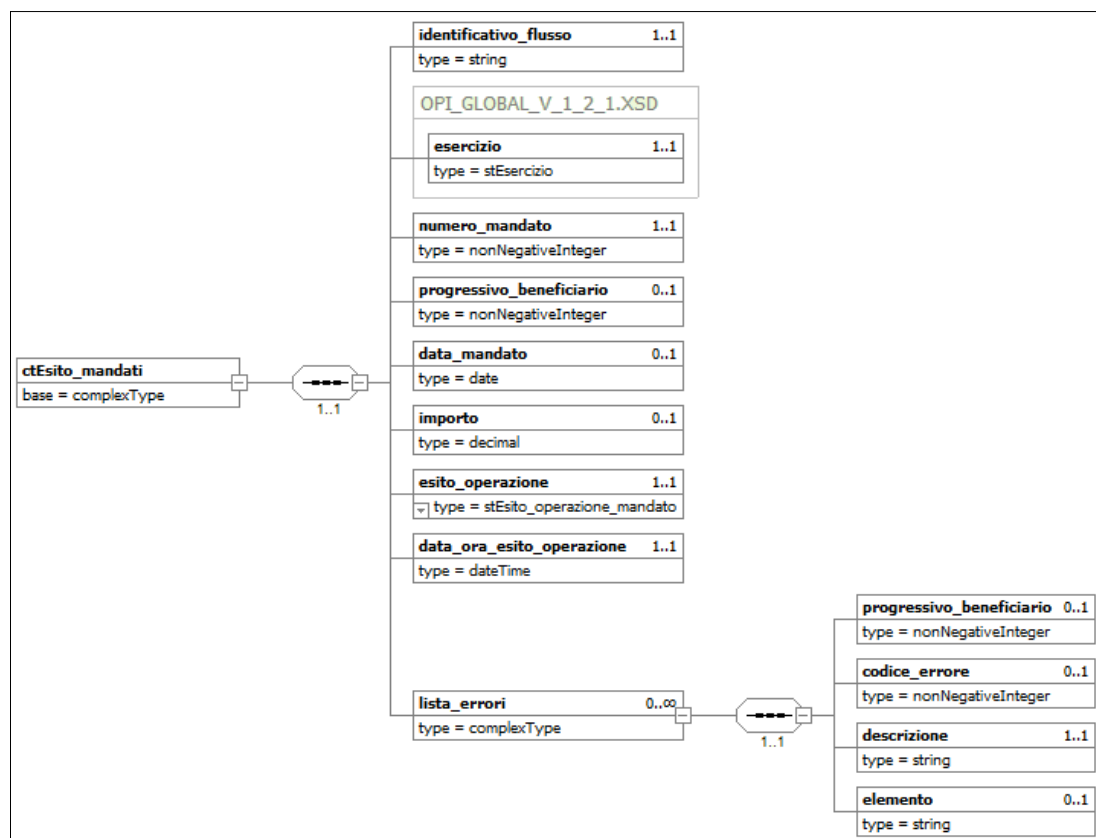 identificativo_flusso 1..1
type = string
OPI_GLOBAL_V_1_2_1.XSD
esercizio 1..1
type = stEsercizio
numero_mandato 1..1
type = nonNegativeInteger
progressivo_beneficiario 0..1
type = nonNegativeInteger
data_mandato 0..1
type = date
ctEsito_mandati
base = complexType
1..1
importo 0..1
type = decimal
esito_operazione 1..1
type = stEsito_operazione_mandato
data_ora_esito_operazione 1..1
type = dateTime
lista_errori 0..∞
type = complexType
1..1
progressivo_beneficiario 0..1
type = nonNegativeInteger
codice_errore 0..1
type = nonNegativeInteger
descrizione 1..1
type = string
elemento 0..1
type = string